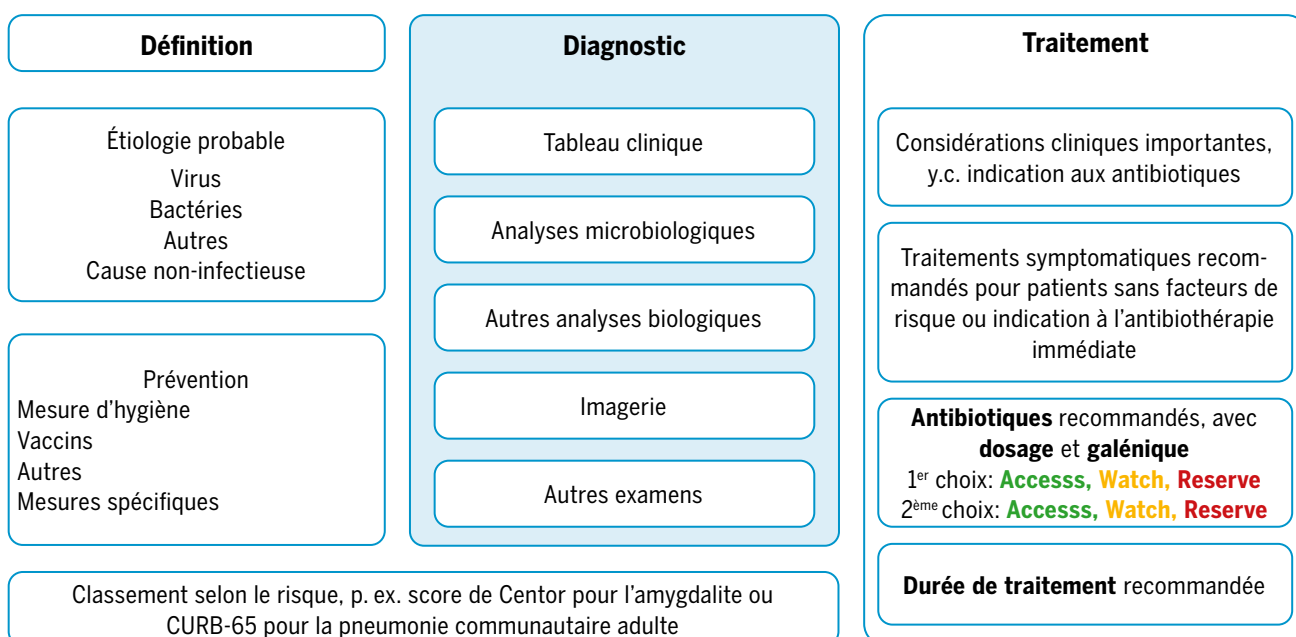 Définition
Étiologie probable
Virus
Bactéries
Autres
Cause non-infectieuse
Prévention
Mesure d'hygiène
Vaccins
Autres
Mesures spécifiques
Diagnostic
Tableau clinique
Analyses microbiologiques
Autres analyses biologiques
Imagerie
Autres examens
Classement selon le risque, p. ex. score de Centor pour l'amygdalite ou
CURB-65 pour la pneumonie communautaire adulte
Traitement
Considérations cliniques importantes,
y.c. indication aux antibiotiques
Traitements symptomatiques recom-
mandés pour patients sans facteurs de
risque ou indication à l'antibiothérapie
immédiate
Antibiotiques recommandés, avec
dosage et galénique
1er choix: Accesss, Watch, Reserve
2ème choix: Accesss, Watch, Reserve
Durée de traitement recommandée